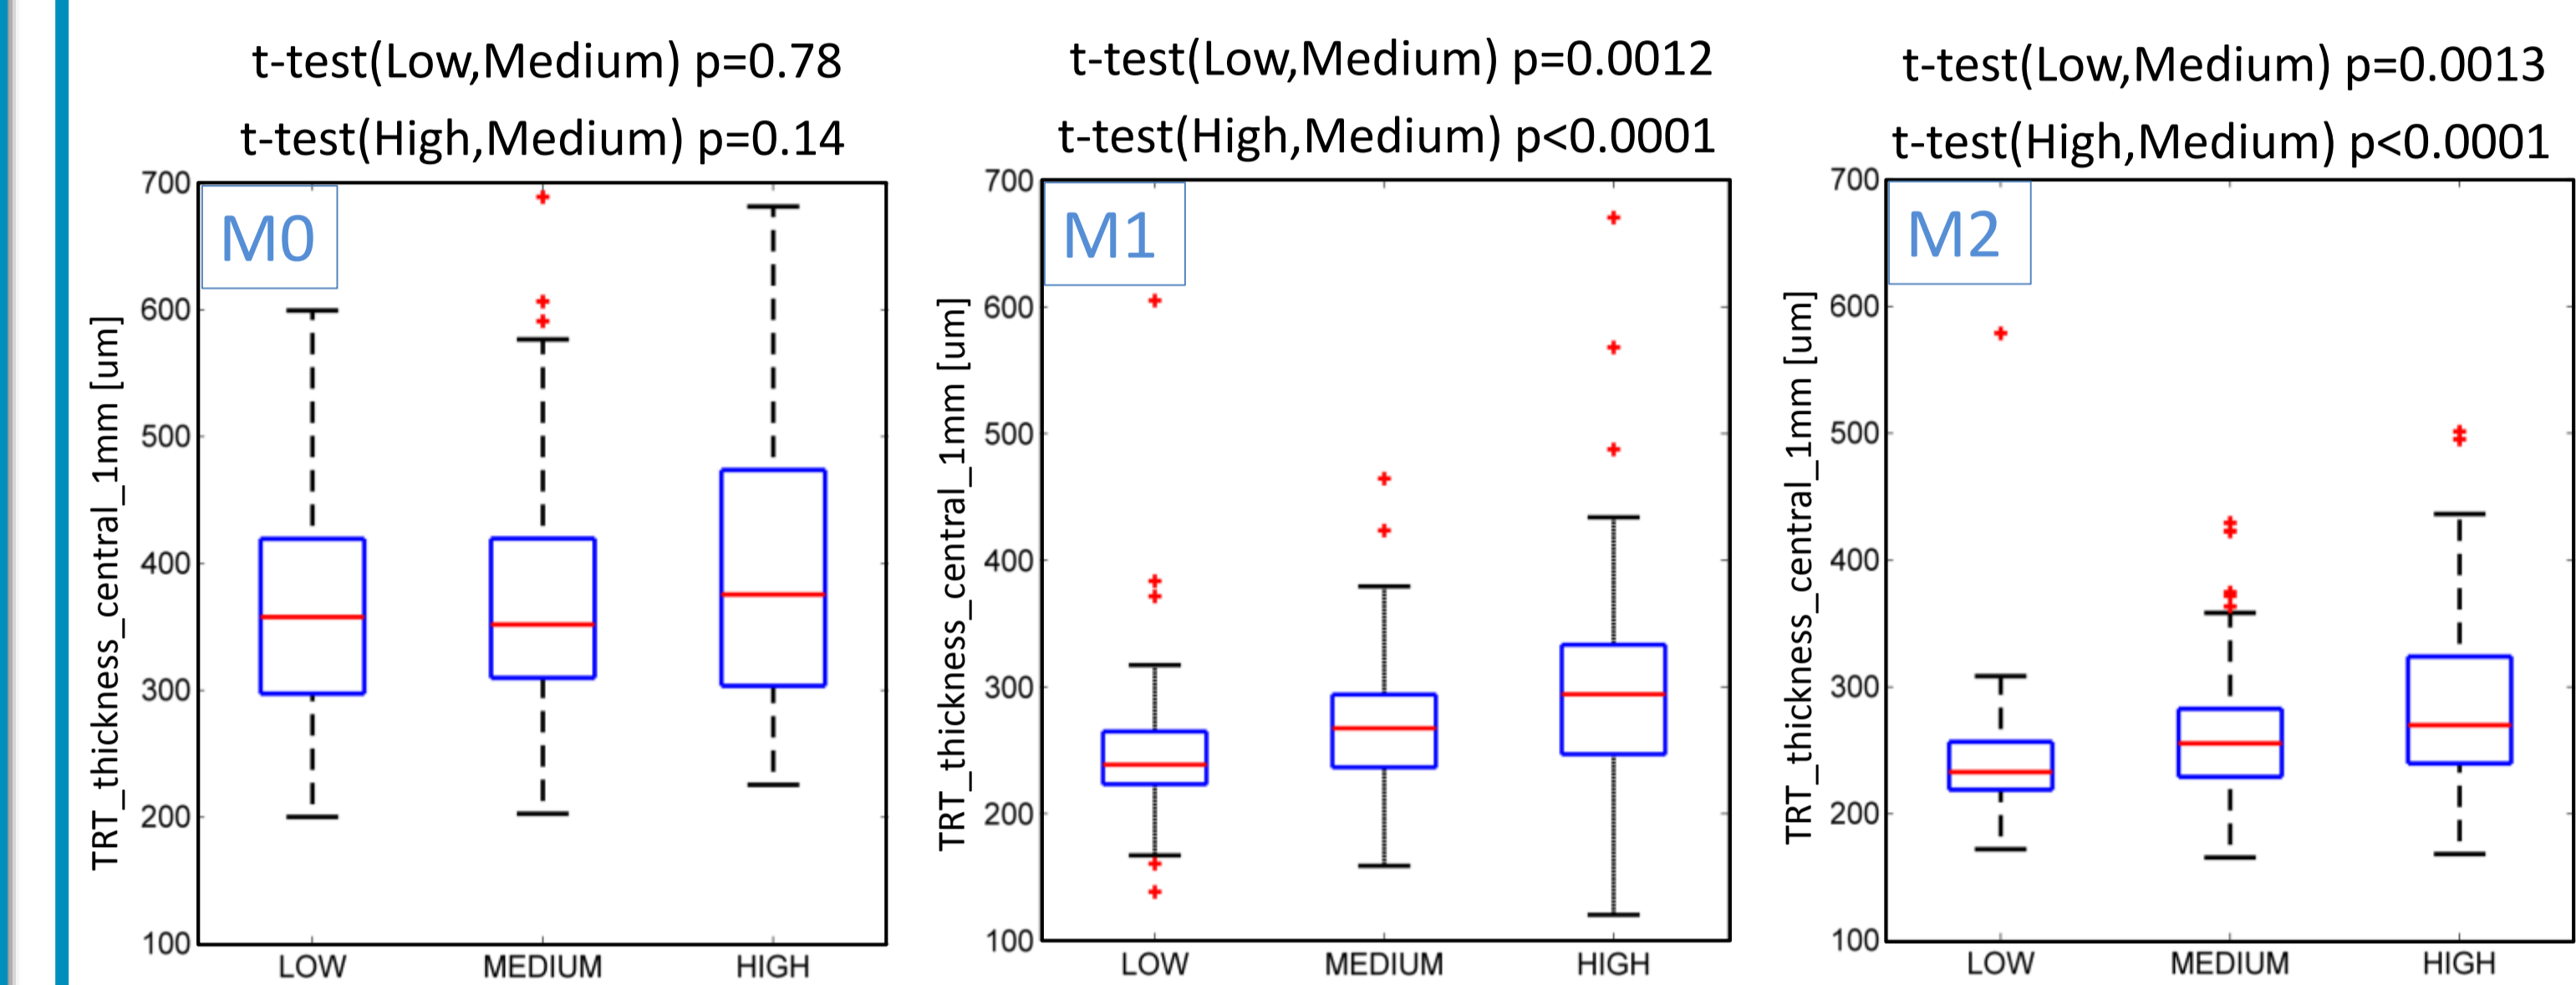 t-test(Low,Medium) p=0.78
t-test(High,Medium) p=0.14
M0
TRT_thickness_central_1mm [um]
700
600
500
400
300
200
100
LOW MEDIUM HIGH
t-test(Low,Medium) p=0.0012
t-test(High,Medium) p<0.0001
M1
TRT_thickness_central_1mm [um]
700
600
500
400
300
200
100
LOW MEDIUM HIGH
t-test(Low,Medium) p=0.0013
t-test(High,Medium) p<0.0001
M2
TRT_thickness_central_1mm [um]
700
600
500
400
300
200
100
LOW MEDIUM HIGH